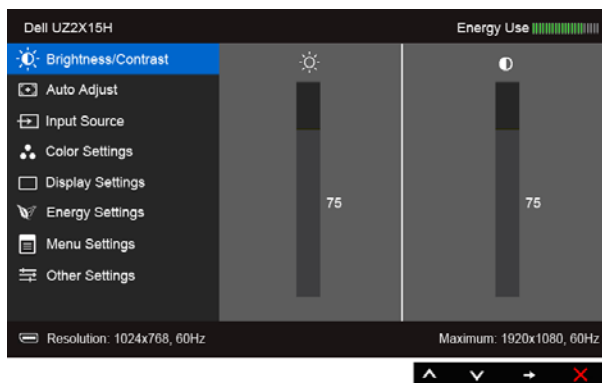 Dell UZ2X15H Energy Use
Brightness/Contrast
Auto Adjust
Input Source
Color Settings
Display Settings
Energy Settings
Menu Settings
Other Settings
75 75
Resolution: 1024x768, 60Hz Maximum: 1920x1080, 60Hz